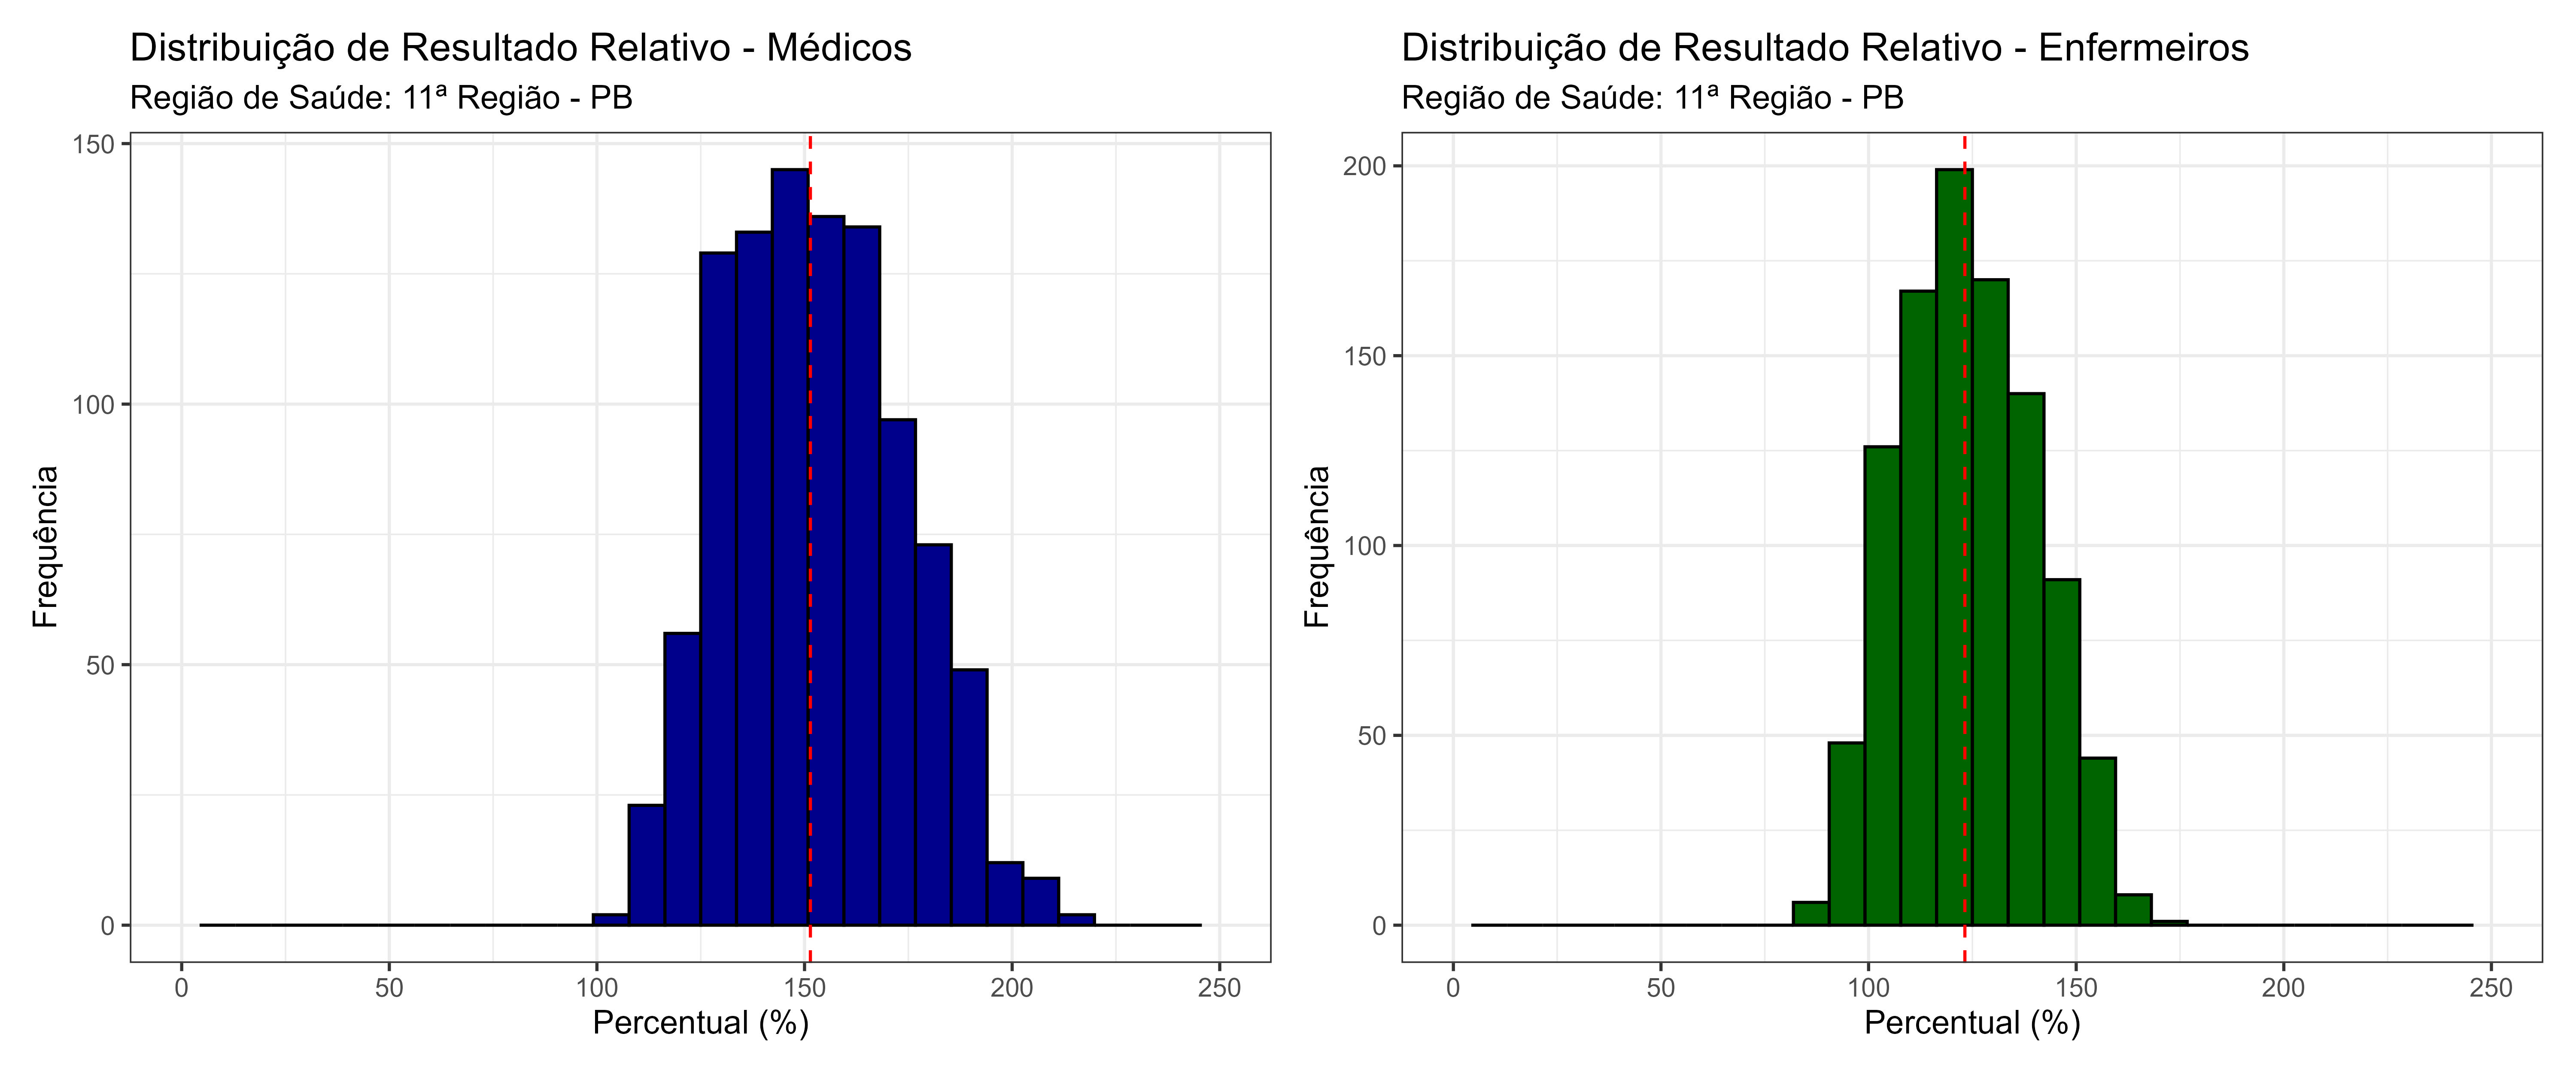 Distribuição de Resultado Relativo - Médicos
Região de Saúde: 11ª Região - PB
150
100
50
0
Frequência
0 50 100 150 200 250
Percentual (%)
Distribuição de Resultado Relativo - Enfermeiros
Região de Saúde: 11ª Região - PB
200
150
100
50
0
Frequência
0 50 100 150 200 250
Percentual (%)